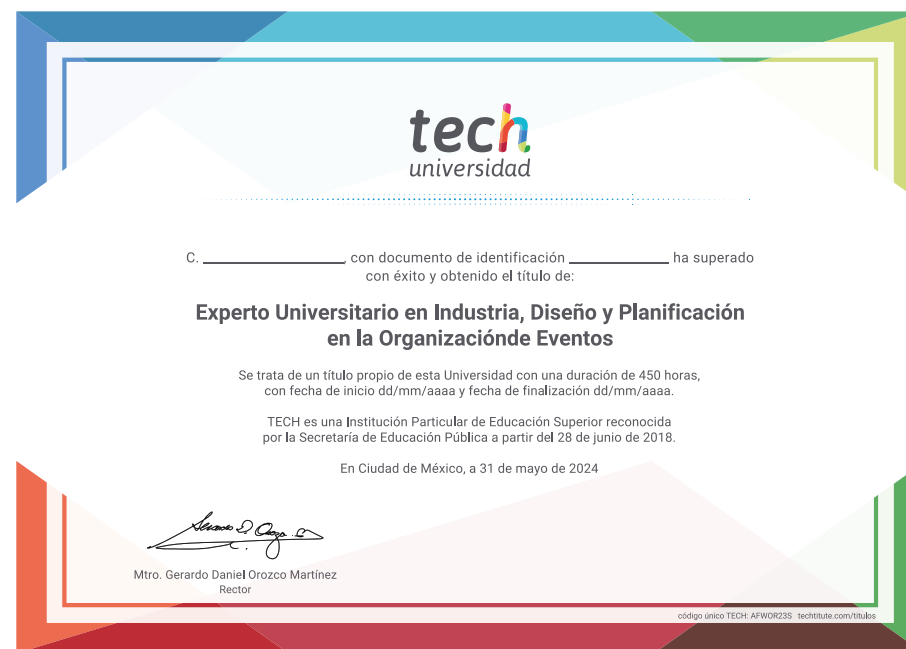 tech
universidad
C. ____________________, con documento de identificación ______________ ha superado
con éxito y obtenido el título de:
Experto Universitario en Industria, Diseño y Planificación
en la Organizaciónde Eventos
Se trata de un título propio de esta Universidad con una duración de 450 horas,
con fecha de inicio dd/mm/aaaa y fecha de finalización dd/mm/aaaa.
TECH es una Institución Particular de Educación Superior reconocida
por la Secretaría de Educación Pública a partir del 28 de junio de 2018.
En Ciudad de México, a 31 de mayo de 2024
Mtro. Gerardo Daniel Orozco Martínez
Rector
código único TECH: AFWOR23S techtitute.com/titulos